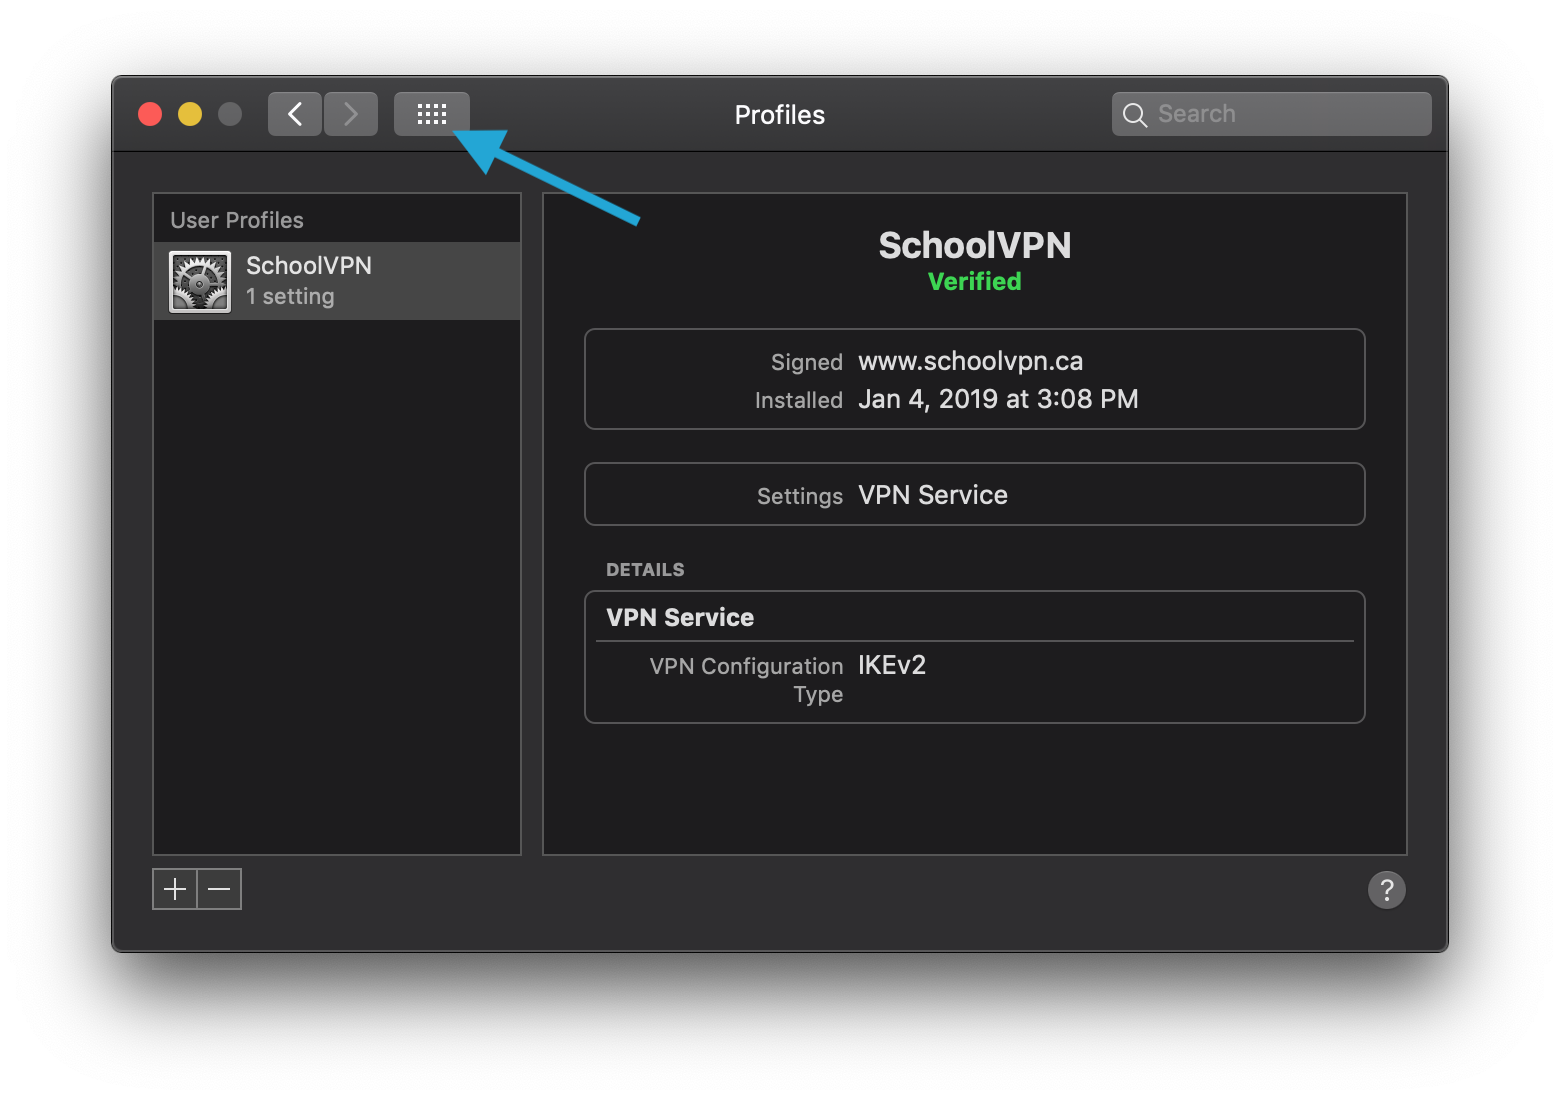 Profiles
Search
User Profiles
SchoolVPN
1 setting
SchoolVPN
Verified
Signed www.schoolvpn.ca
Installed Jan 4, 2019 at 3:08 PM
Settings VPN Service
DETAILS
VPN Service
VPN Configuration IKEv2
Type
?